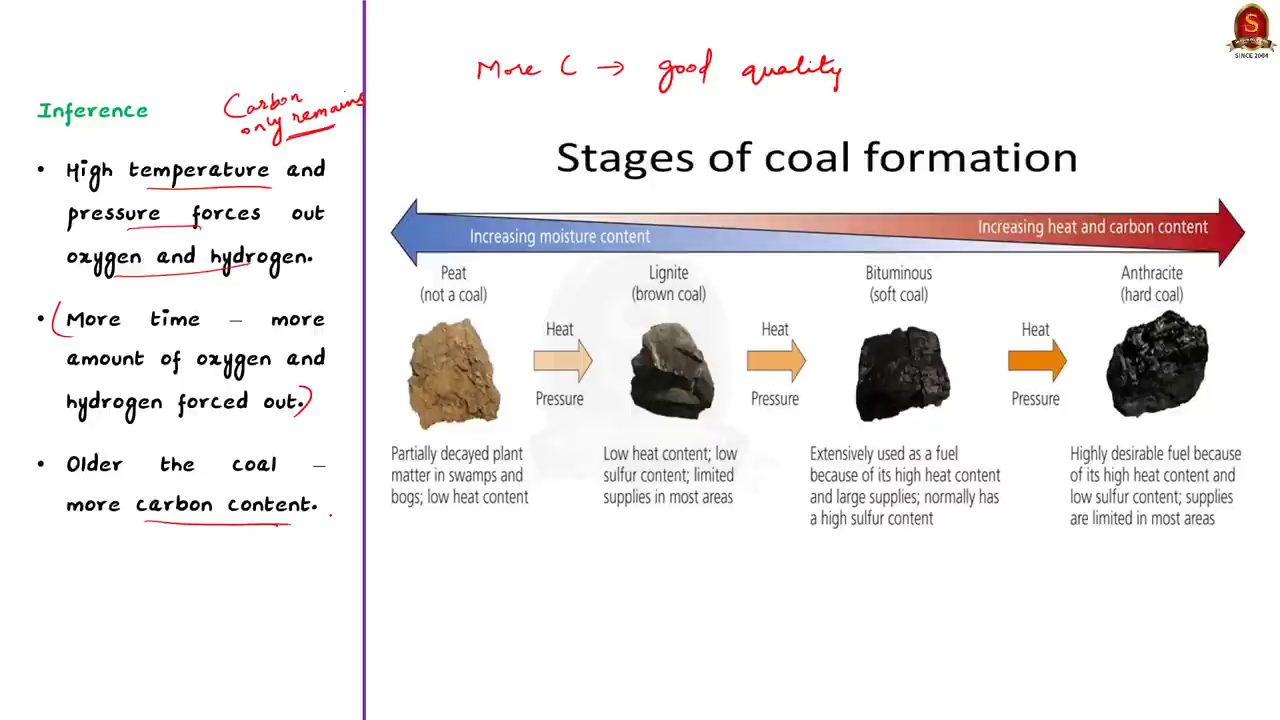 S
SINCE 2004
More C → good quality
Inference
Carbon
only remains
• High temperature and
pressure forces out
oxygen and hydrogen.
• (More time – more
amount of oxygen and
hydrogen forced out.)
• Older the coal –
more carbon content.
Stages of coal formation
Increasing moisture content
Increasing heat and carbon content
Peat
(not a coal)
Heat
Pressure
Lignite
(brown coal)
Heat
Pressure
Bituminous
(soft coal)
Heat
Pressure
Anthracite
(hard coal)
Partially decayed plant
matter in swamps and
bogs; low heat content
Low heat content; low
sulfur content; limited
supplies in most areas
Extensively used as a fuel
because of its high heat content
and large supplies; normally has
a high sulfur content
Highly desirable fuel because
of its high heat content and
low sulfur content; supplies
are limited in most areas